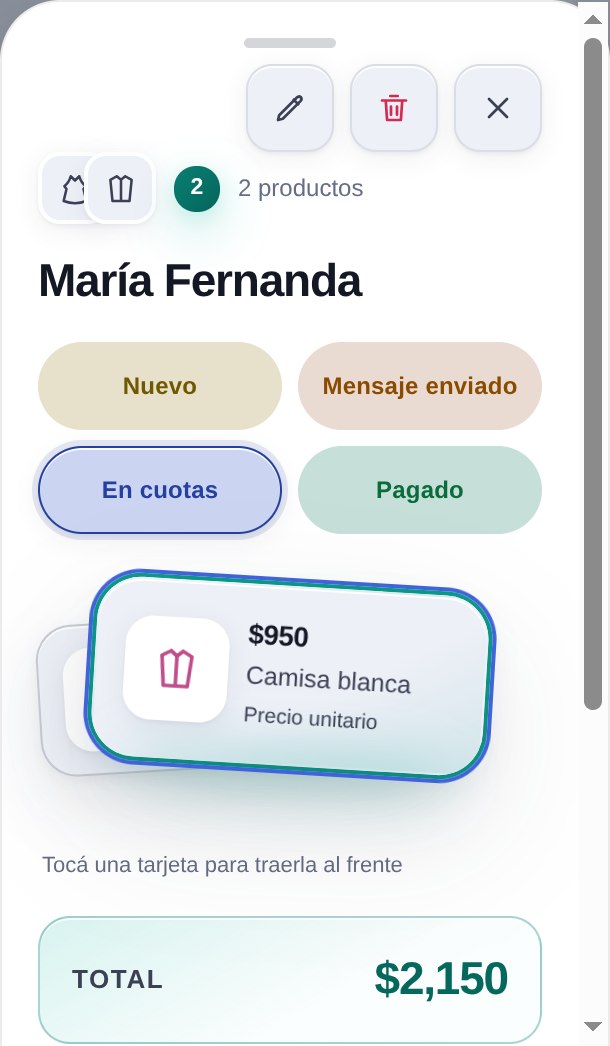 2
2 productos
María Fernanda
Nuevo
Mensaje enviado
En cuotas
Pagado
$950
Camisa blanca
Precio unitario
Tocá una tarjeta para traerla al frente
TOTAL
$2,150